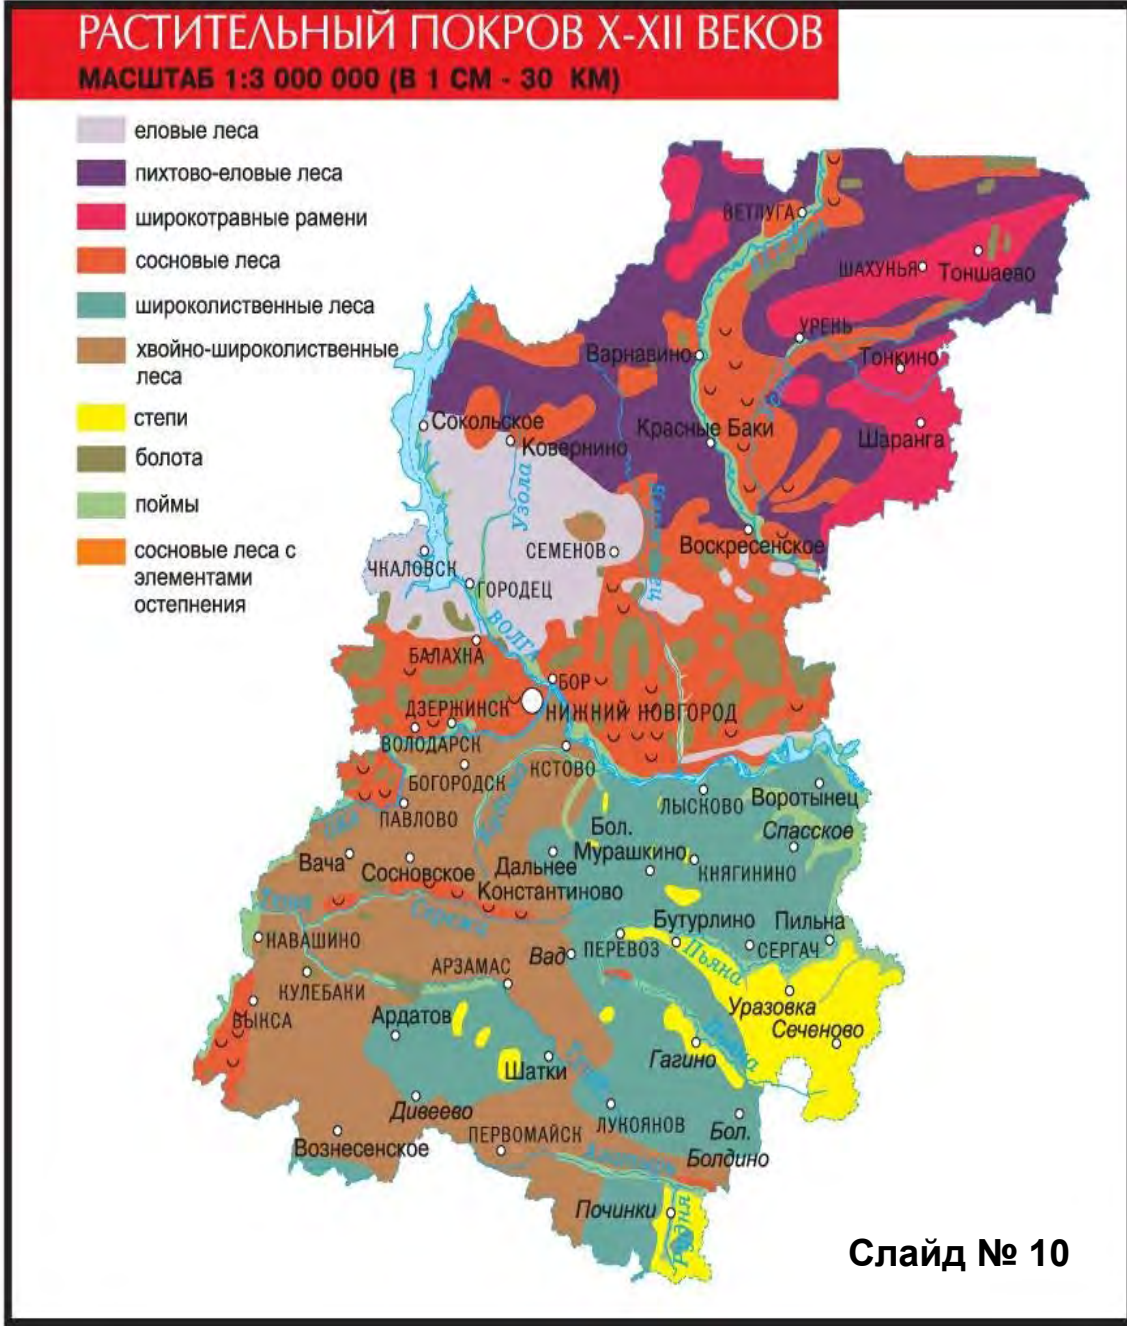 РАСТИТЕЛЬНЫЙ ПОКРОВ X-XII ВЕКОВ
МАСШТАБ 1:3 000 000 (В 1 СМ - 30 КМ)
еловые леса
пихтово-еловые леса
широкотравные рамени
сосновые леса
широколиственные леса
хвойно-широколиственные
леса
степи
болота
поймы
сосновые леса с
элементами
остепнения
ВЕТЛУГА
ШАХУНЬЯ
Тоншаево
УРЕНЬ
Варнавино
Тонкино
Сокольское
Ковернино
Красные Баки
Шаранга
Узола
СЕМЕНОВ
Воскресенское
ЧКАЛОВСК
ГОРОДЕЦ
ВОЛГА
БАЛАХНА
БОР
ДЗЕРЖИНСК
НИЖНИЙ НОВГОРОД
ВОЛОДАРСК
КСТОВО
БОГОРОДСК
ЛЫСКОВО
Воротынец
ПАВЛОВО
Бол.
Мурашкино
Спасское
Вача
Сосновское
Дальнее
Константиново
КНЯГИНИНО
Сережа
Бутурлино
Пильна
НАВАШИНО
ПЕРЕВОЗ
СЕРГАЧ
Вад
Пьяна
АРЗАМАС
КУЛЕБАКИ
Уразовка
ВЫКСА
Ардатов
Сеченово
Гагино
Шатки
Дивеево
ЛУКОЯНОВ
ПЕРВОМАЙСК
Бол.
Болдино
Вознесенское
Починки
Слайд № 10